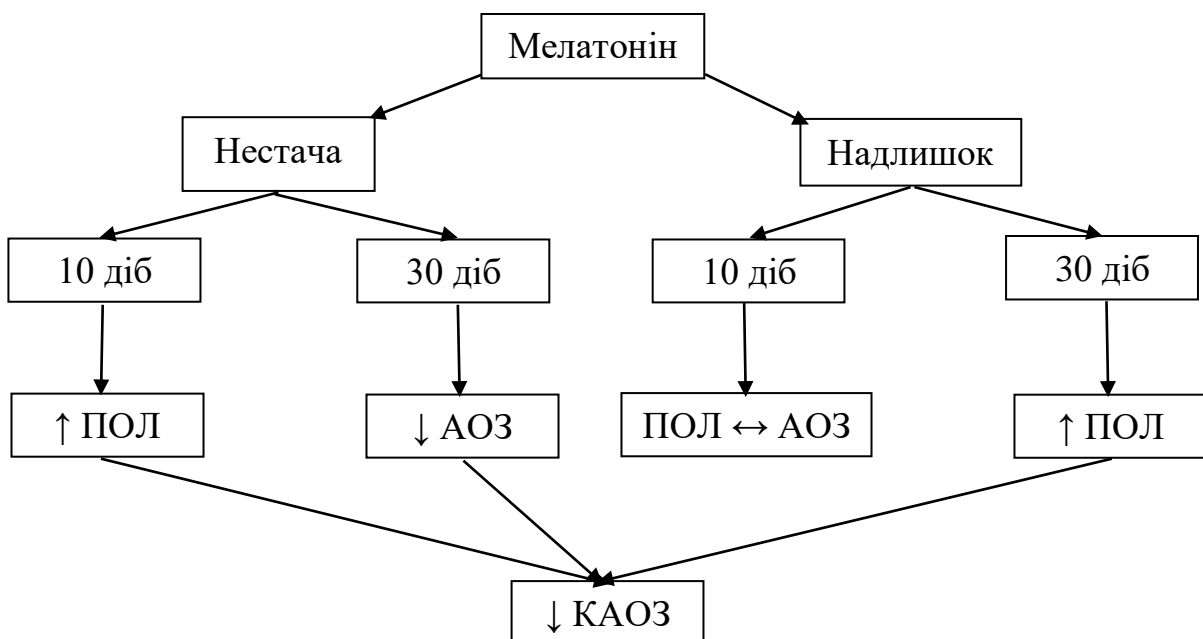 Мелатонін
Нестача
Надлишок
10 діб
30 діб
10 діб
30 діб
↑ ПОЛ
↓ АОЗ
ПОЛ ↔ АОЗ
↑ ПОЛ
↓ КАОЗ